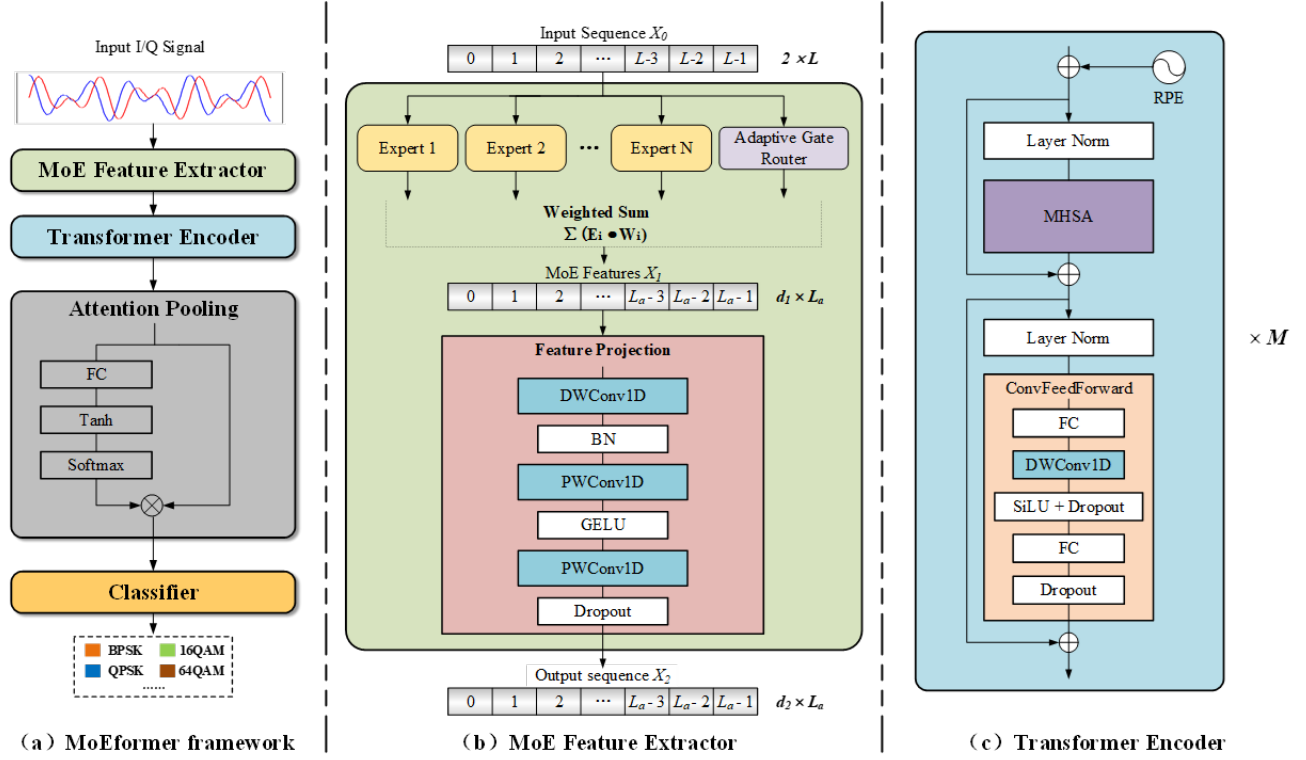 Input I/Q Signal
MoE Feature Extractor
Transformer Encoder
Attention Pooling
FC
Tanh
Softmax
Classifier
BPSK 16QAM
QPSK 64QAM
......
(a) MoEformer framework
Input Sequence X0
0 1 2 ... L-3 L-2 L-1 2 × L
Expert 1 Expert 2 ... Expert N Adaptive Gate
Router
Weighted Sum
Σ (Ei • Wi)
MoE Features X1
0 1 2 ... La - 3 La - 2 La - 1 d1 × La
Feature Projection
DWConv1D
BN
PWConv1D
GELU
PWConv1D
Dropout
Output sequence X2
0 1 2 ... La - 3 La - 2 La - 1 d2 × La
(b) MoE Feature Extractor
RPE
Layer Norm
MHSA
Layer Norm
× M
ConvFeedForward
FC
DWConv1D
SiLU + Dropout
FC
Dropout
(c) Transformer Encoder